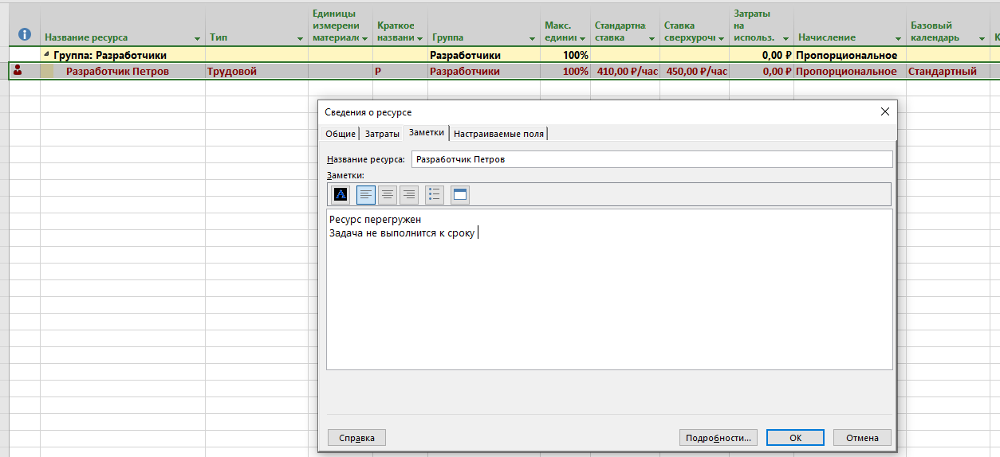 Название ресурса
Тип
Единицы
измерени
материало
Краткое
названи
Группа
Макс.
едини
Стандартна
ставка
Ставка
сверхуроч
Затраты
на
использ.
Начисление
Базовый
календарь
К
Группа: Разработчики Разработчики 100% 0,00 ₽ Пропорциональное
Разработчик Петров Трудовой Р Разработчики 100% 410,00 ₽/час 450,00 ₽/час 0,00 ₽ Пропорциональное Стандартный
Сведения о ресурсе
Общие Затраты Заметки Настраиваемые поля
Название ресурса: Разработчик Петров
Заметки:
Ресурс перегружен
Задача не выполнится к сроку
Справка Подробности... ОК Отмена